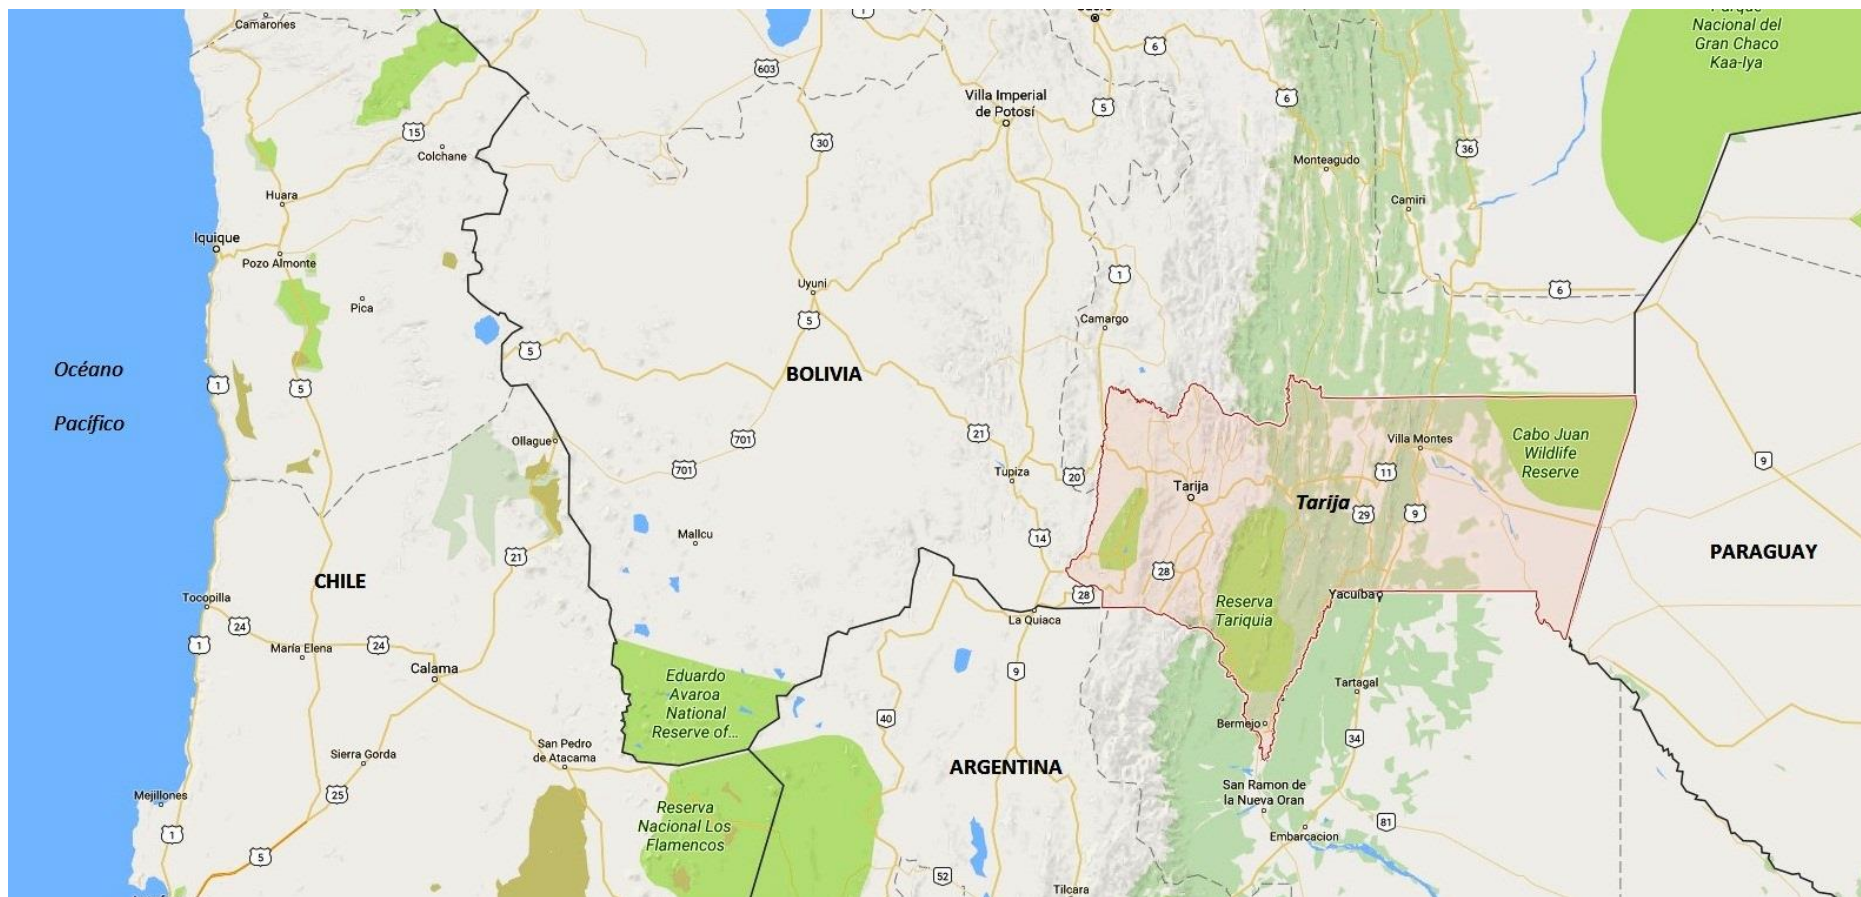 Camarones
1
Sucre
Parque
Nacional del
Gran Chaco
Kaa-Iya
6
603
Villa Imperial
de Potosí
5
6
15
30
Colchane
36
Monteagudo
Huara
Camiri
Iquique
Pozo Almonte
1
Uyuni
6
Pica
5
Camargo
5
Océano
BOLIVIA
1
5
Pacífico
Ollague
701
21
Villa Montes
Cabo Juan
Wildlife
Reserve
9
701
Tupiza
20
11
Tarija
Tarija
29
9
Mallcu
14
21
PARAGUAY
CHILE
28
Tocopilla
28
Yacuíba
Reserva
Tariquia
La Quiaca
24
1
María Elena
24
Calama
9
Eduardo
Avaroa
National
Reserve of...
Tartagal
40
Bermejo
34
San Pedro
de Atacama
Sierra Gorda
ARGENTINA
San Ramon de
la Nueva Oran
Mejillones
25
Reserva
Nacional Los
Flamencos
81
1
Embarcacion
5
52
Tilcara